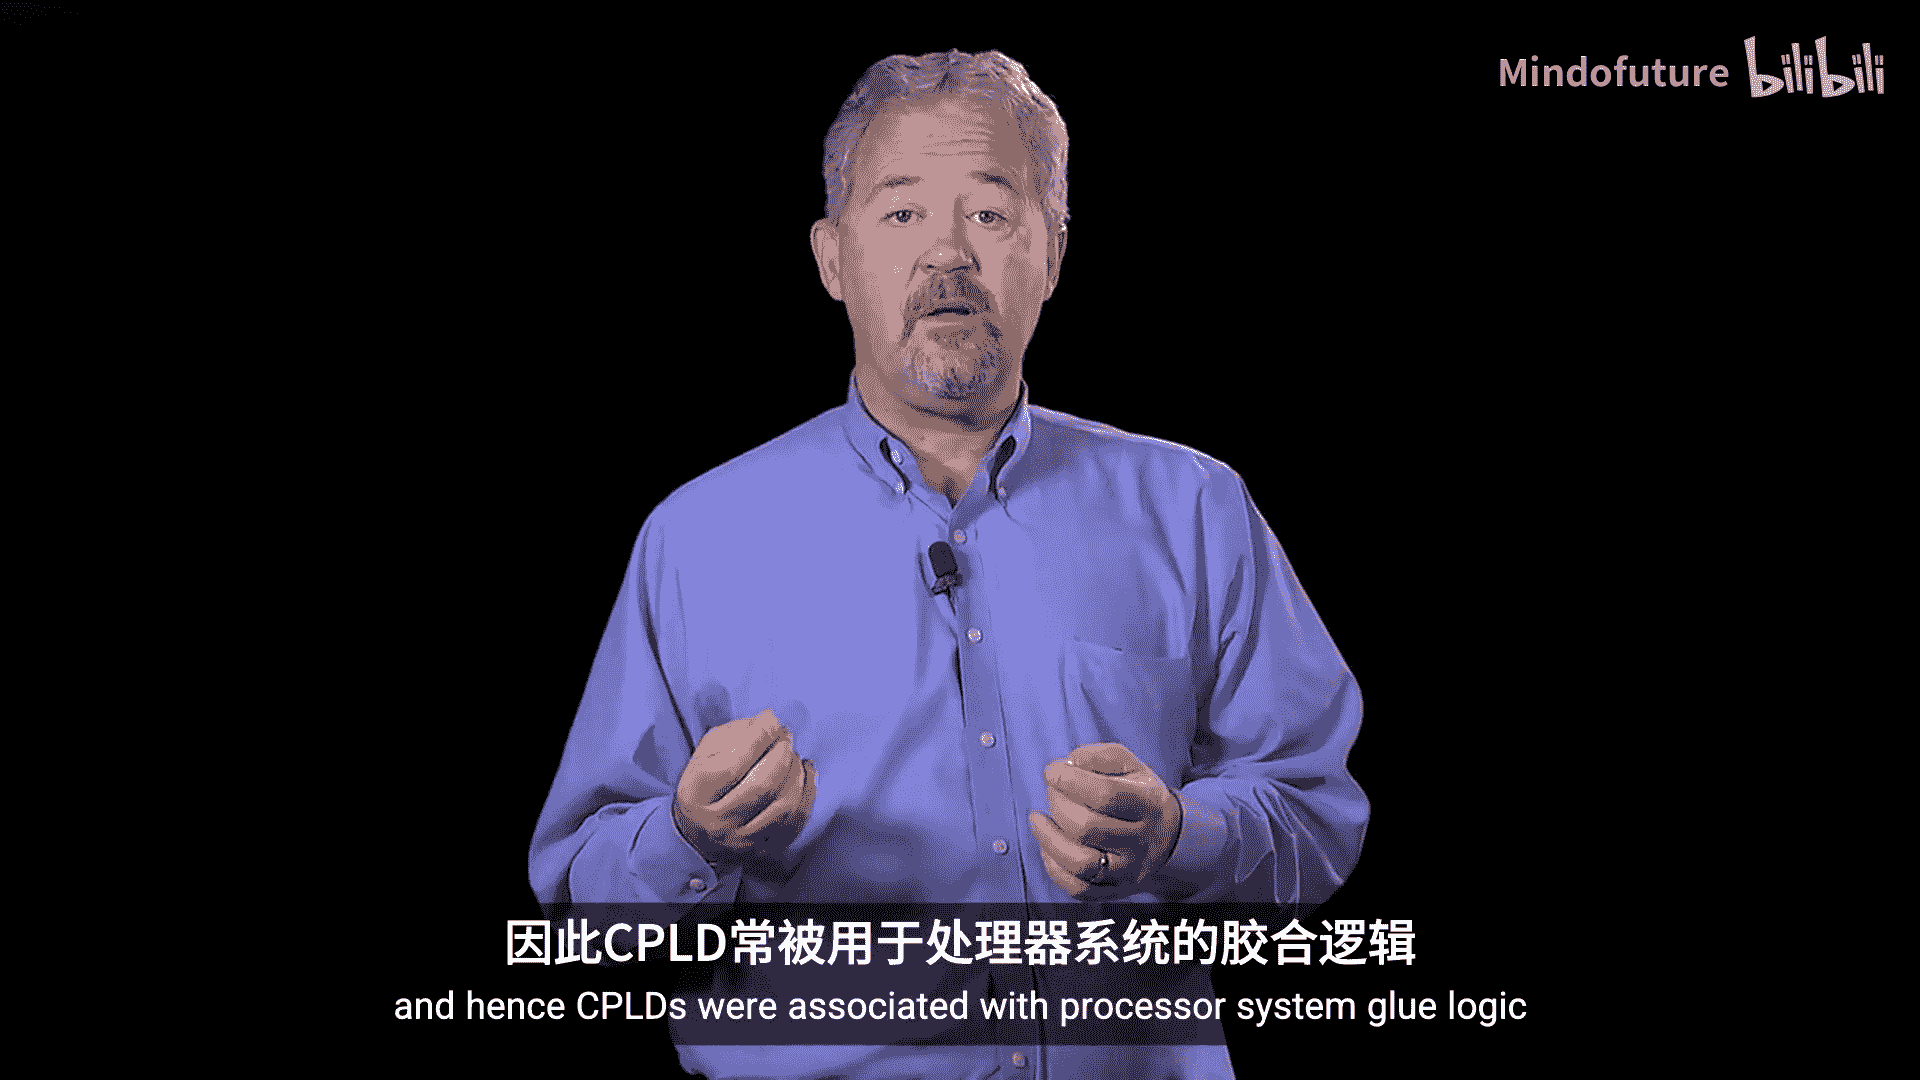 Mindofuture bilibili
因此CPLD常被用于处理器系统的胶合逻辑
and hence CPLDs were associated with processor system glue logic